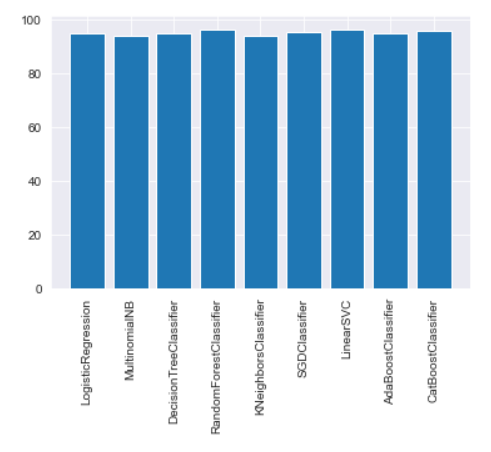 100
80
60
40
20
0
LogisticRegression
MultinomialNB
DecisionTreeClassifier
RandomForestClassifier
KNeighborsClassifier
SGDClassifier
LinearSVC
AdaBoostClassifier
CatBoostClassifier